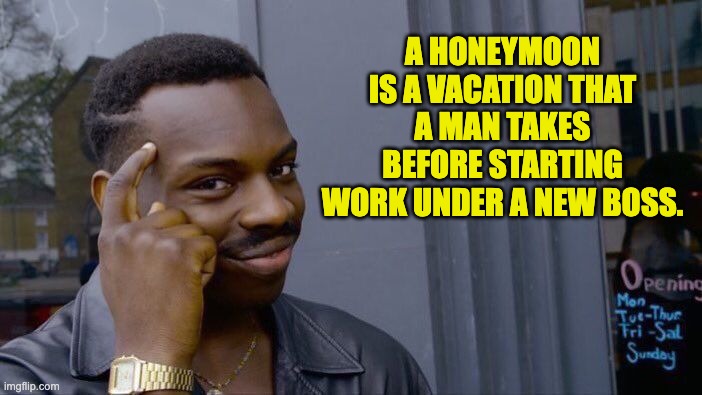 A HONEYMOON
IS A VACATION THAT
A MAN TAKES
BEFORE STARTING
WORK UNDER A NEW BOSS.
Opening
Mon
Tue-Thur
Fri-Sat
Sunday
imgflip.com